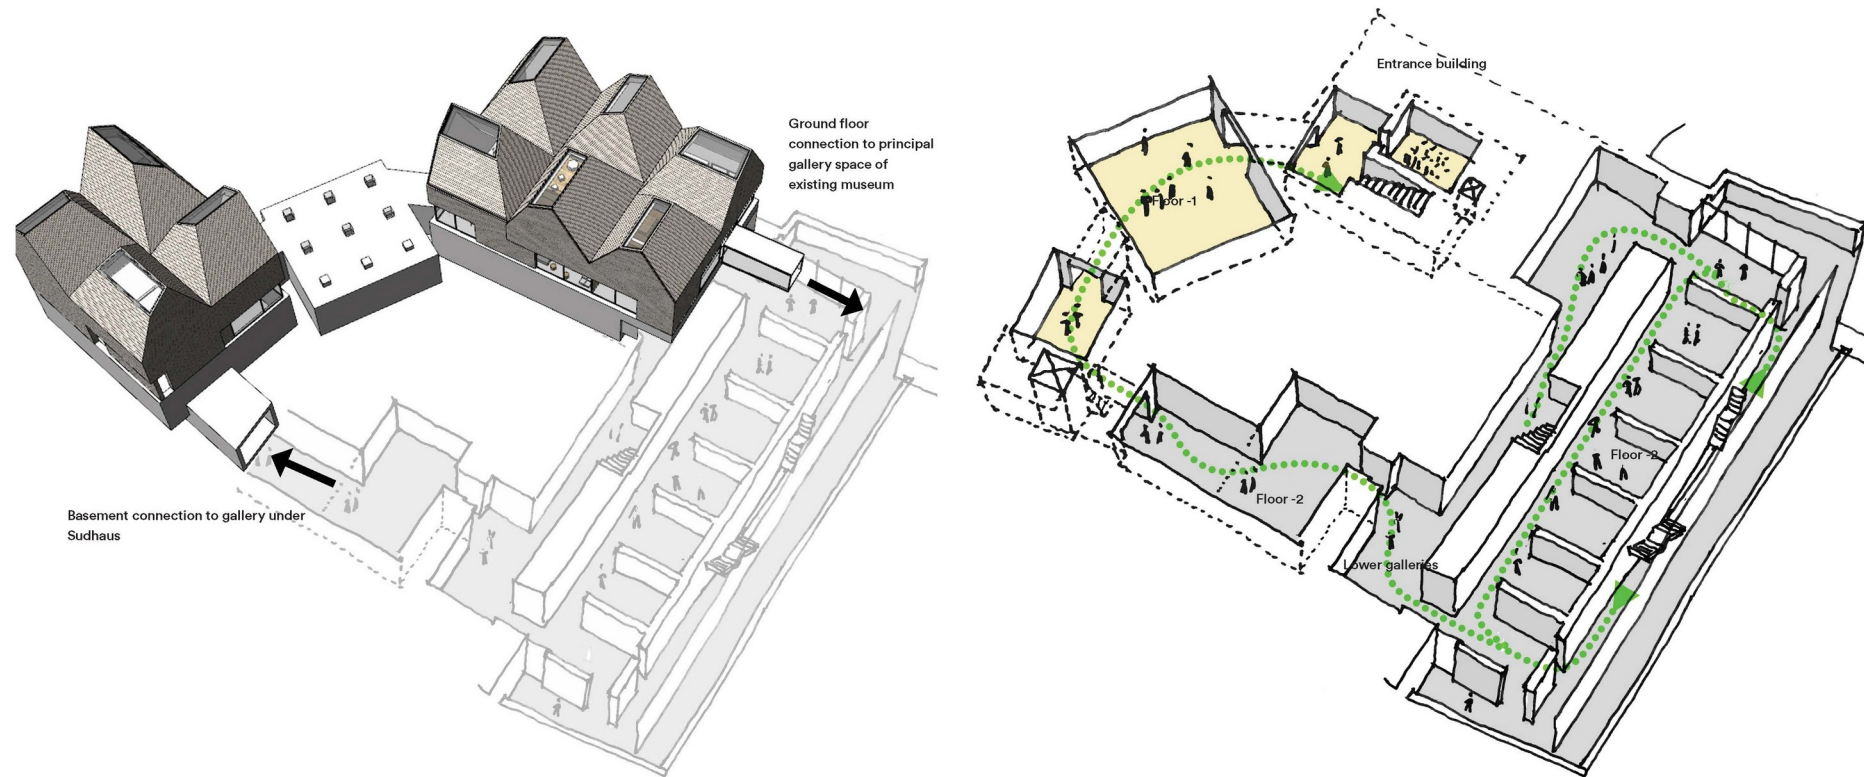 Ground floor
connection to principal
gallery space of
existing museum
Basement connection to gallery under
Sudhaus
Entrance building
Floor -1
Floor -2
Floor -2
Lower galleries